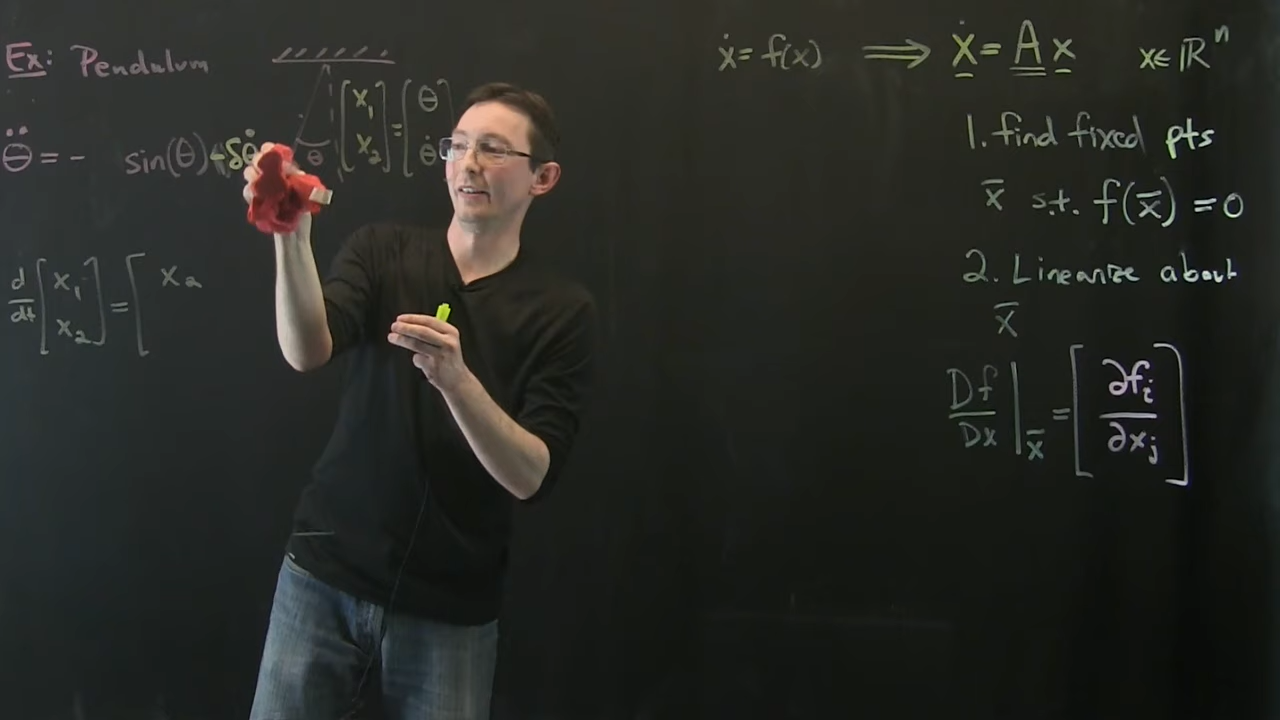 Ex: Pendulum
θ̈ = - sin(θ) - δθ̇
θ
[x₁ x₂] = [θ θ̇]
d/dt [x₁ x₂] = [ x₂
ẋ = f(x) ⟹ ẋ = A x x ∈ ℝⁿ
1. find fixed pts
x̄ s.t. f(x̄) = 0
2. Linearize about
x̄
Df/Dx |x̄ = [∂fᵢ/∂xⱼ]